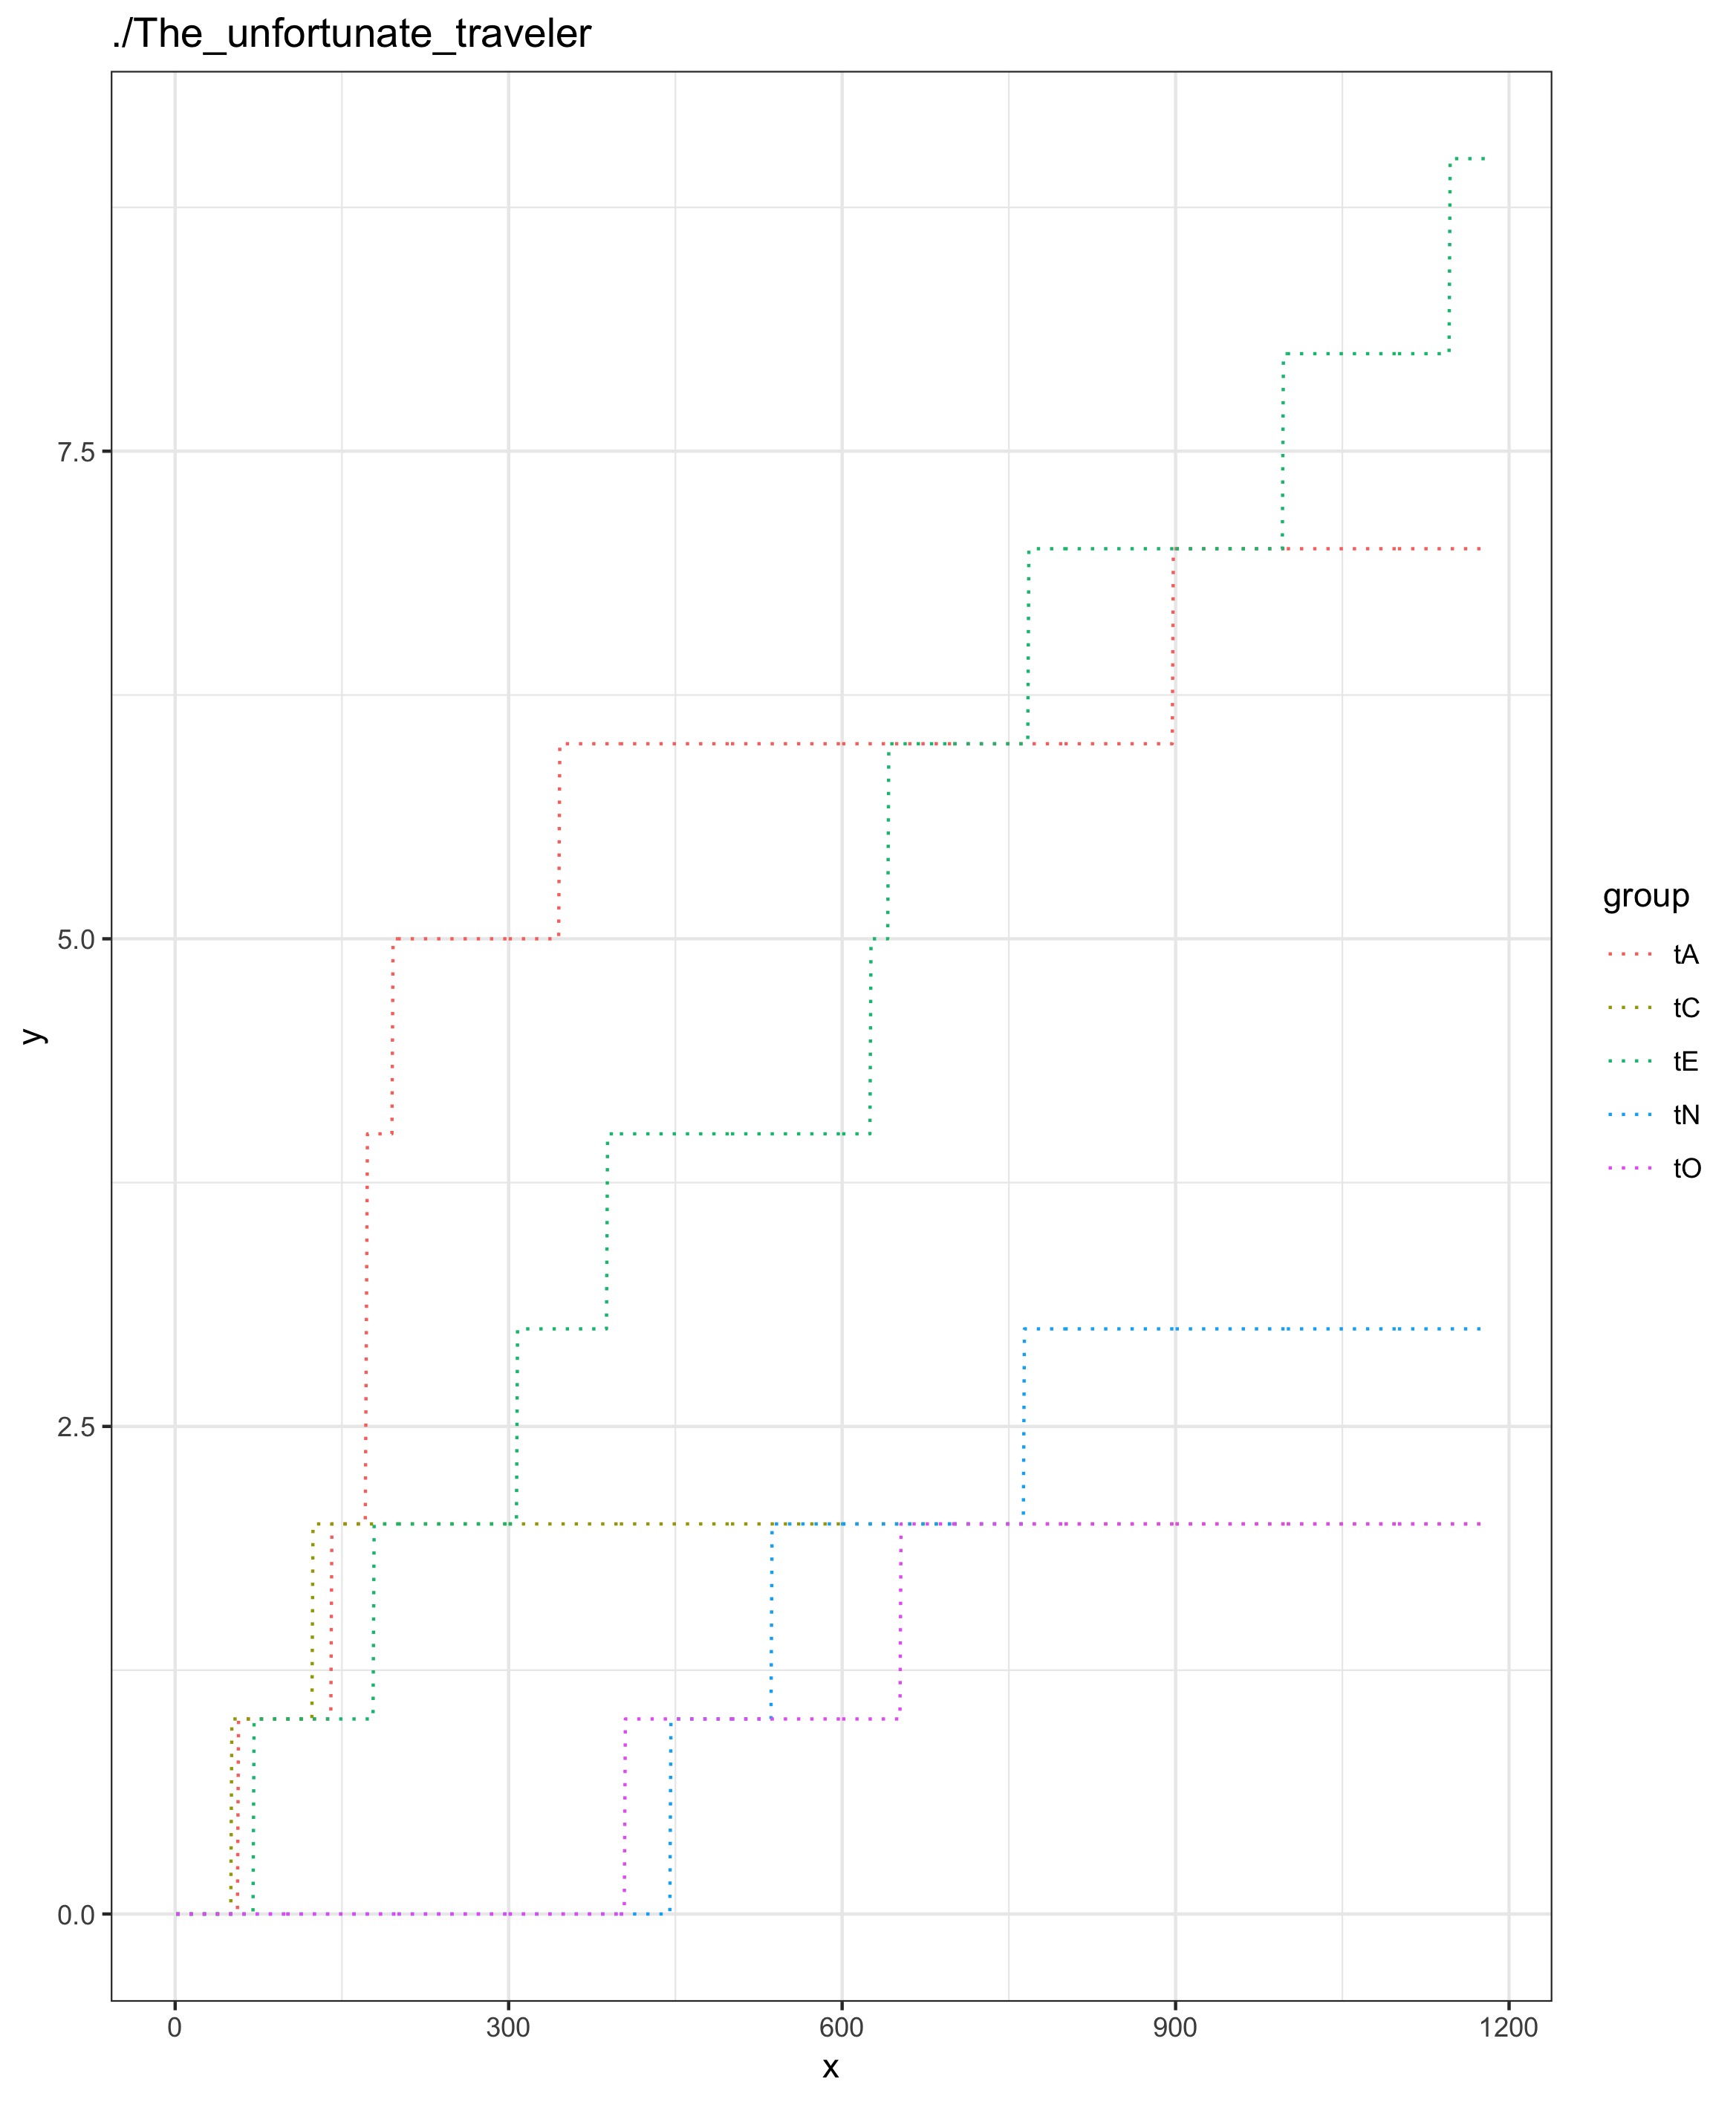 ./The_unfortunate_traveler
7.5
5.0
2.5
0.0
y
0 300 600 900 1200
x
group
tA
tC
tE
tN
tO